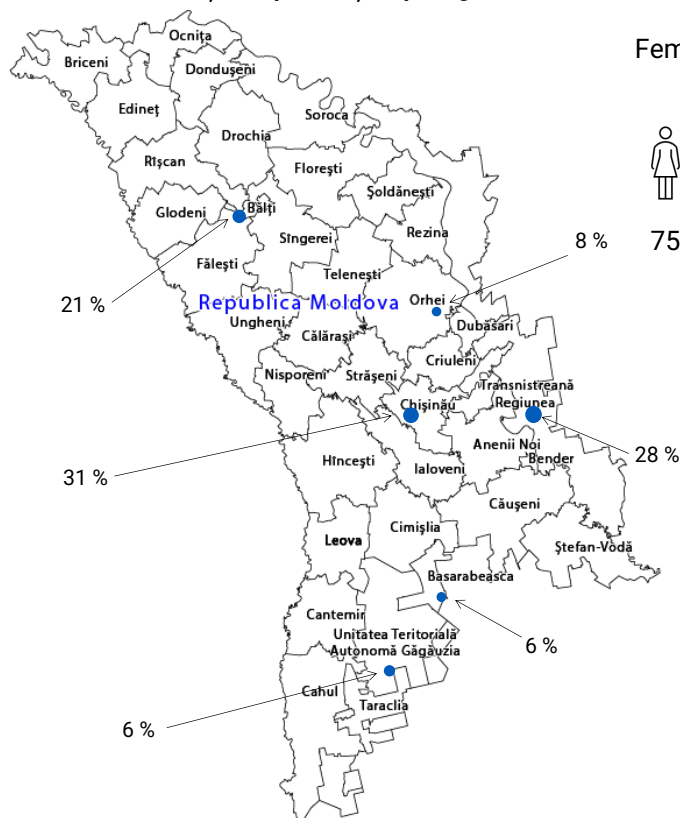 Ocnița
Briceni
Dondușeni
Fem
Edineț
Soroca
Drochia
Rîșcan
Florești
Șoldănești
Glodeni
Bălți
Rezina
Sîngerei
8 %
75
Fălești
Telenești
21 %
Republica Moldova
Orhei
Ungheni
Dubăsari
Călărași
Criuleni
Nisporeni
Strășeni
Transnistreană
Chișinău
Regiunea
Anenii Noi
28 %
Hîncești
Bender
Ialoveni
31 %
Căușeni
Cimișlia
Leova
Ștefan-Vodă
Basarabeasca
Cantemir
Unitatea Teritorială
6 %
Autonomă Găgăuzia
Cahul
Taraclia
6 %